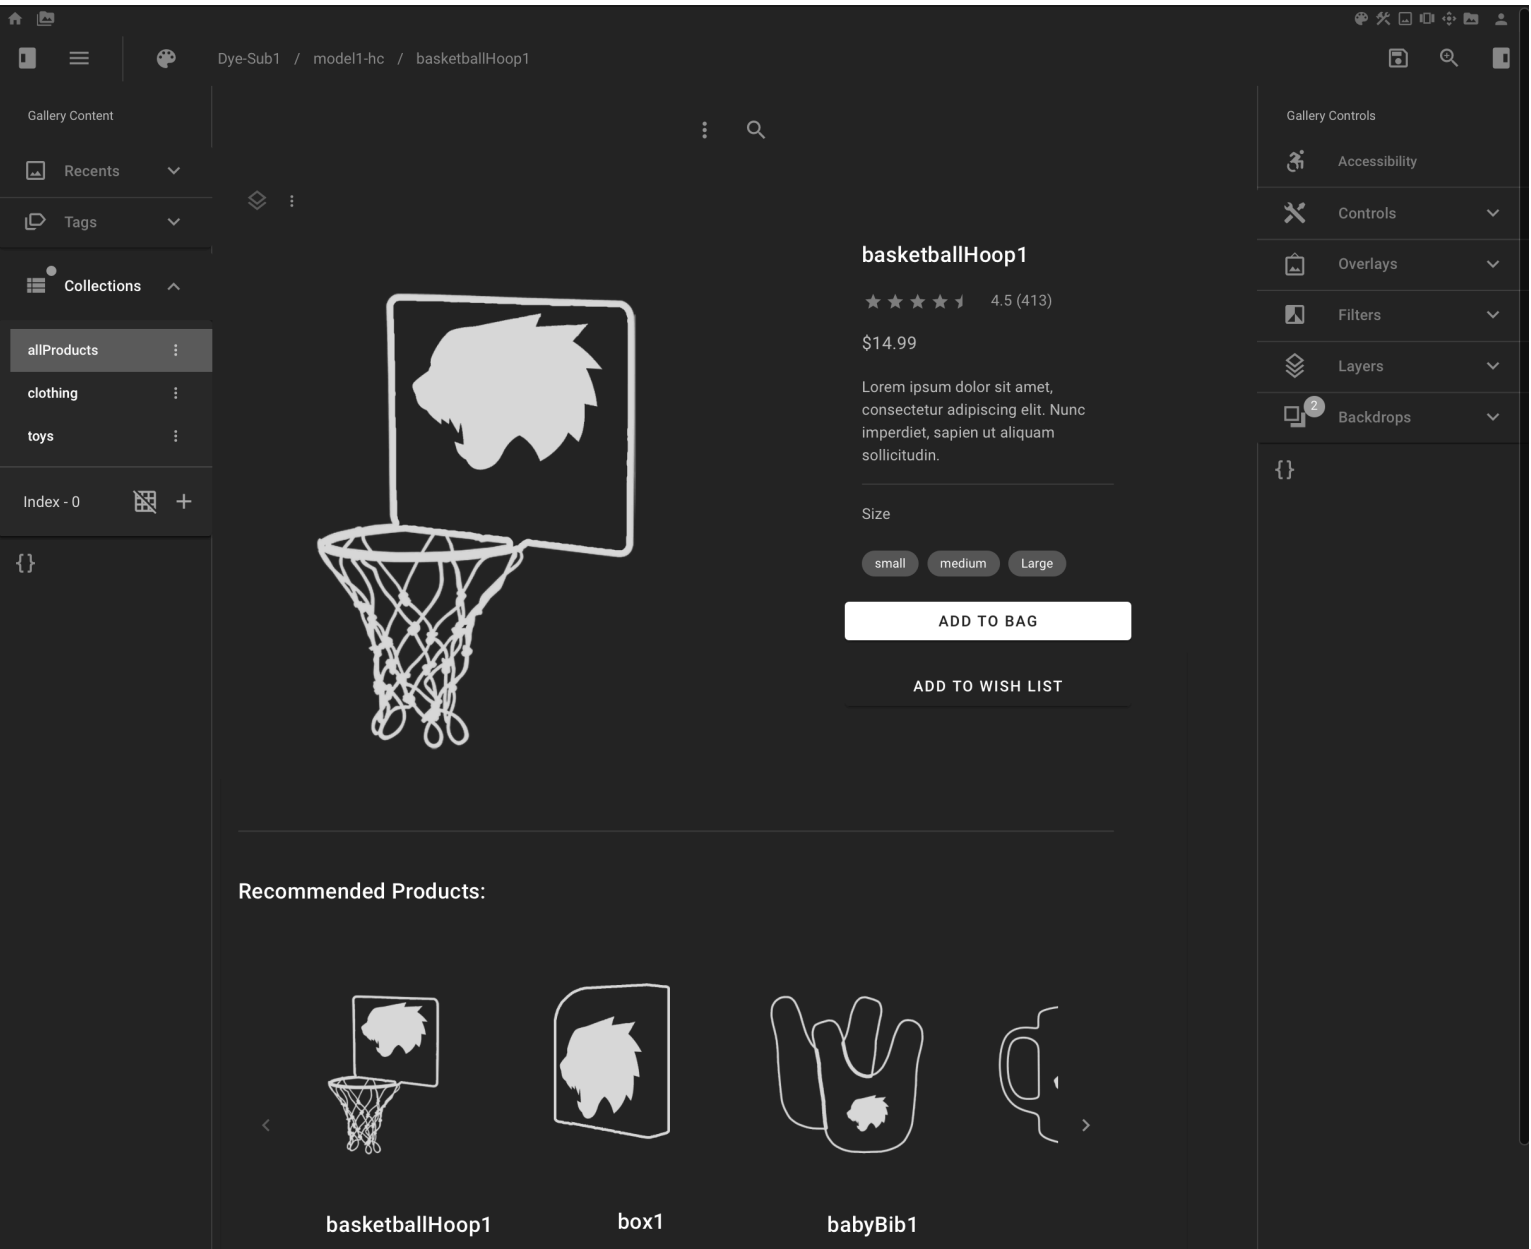 Dye-Sub1 / model1-hc / basketballHoop1
Gallery Content
Recents
Tags
Collections
allProducts
clothing
toys
Index - 0
{}
basketballHoop1
4.5 (413)
$14.99
Lorem ipsum dolor sit amet,
consectetur adipiscing elit. Nunc
imperdiet, sapien ut aliquam
sollicitudin.
Size
small
medium
Large
ADD TO BAG
ADD TO WISH LIST
Recommended Products:
basketballHoop1
box1
babyBib1
Gallery Controls
Accessibility
Controls
Overlays
Filters
Layers
2
Backdrops
{}